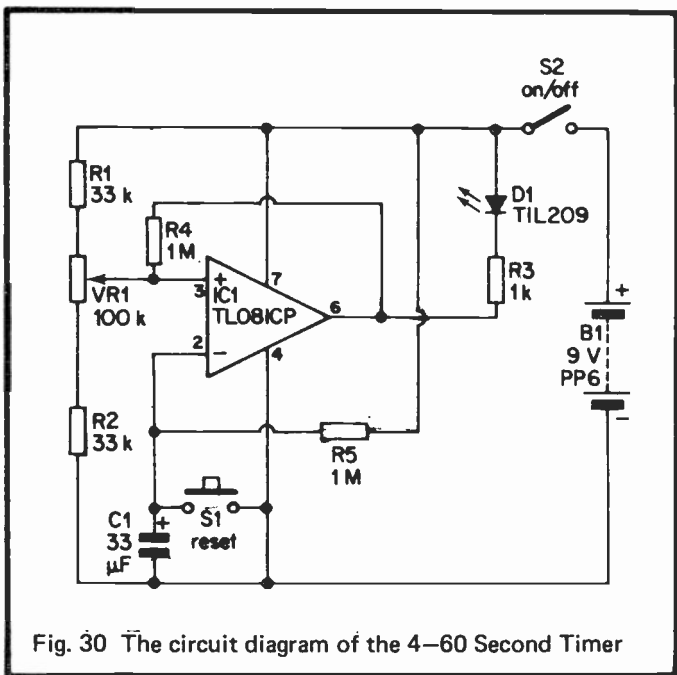 S2
on/off
R1
33 k
R4
1M
D1
TIL209
7
+
3
IC1
TL081CP
VR1
100 k
6
R3
1k
2
−
4
+
B1
9 V
PP6
−
R2
33 k
R5
1 M
C1
33
µF
+
S1
reset
Fig. 30 The circuit diagram of the 4–60 Second Timer